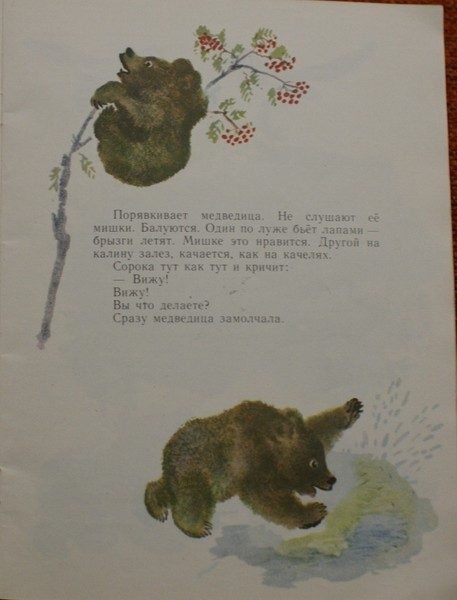 Порявкивает медведица. Не слушают её
мишки. Балуются. Один по луже бьёт лапами —
брызги летят. Мишке это нравится. Другой на
калину залез, качается, как на качелях.
Сорока тут как тут и кричит:
— Вижу!
Вижу!
Вы что делаете?
Сразу медведица замолчала.